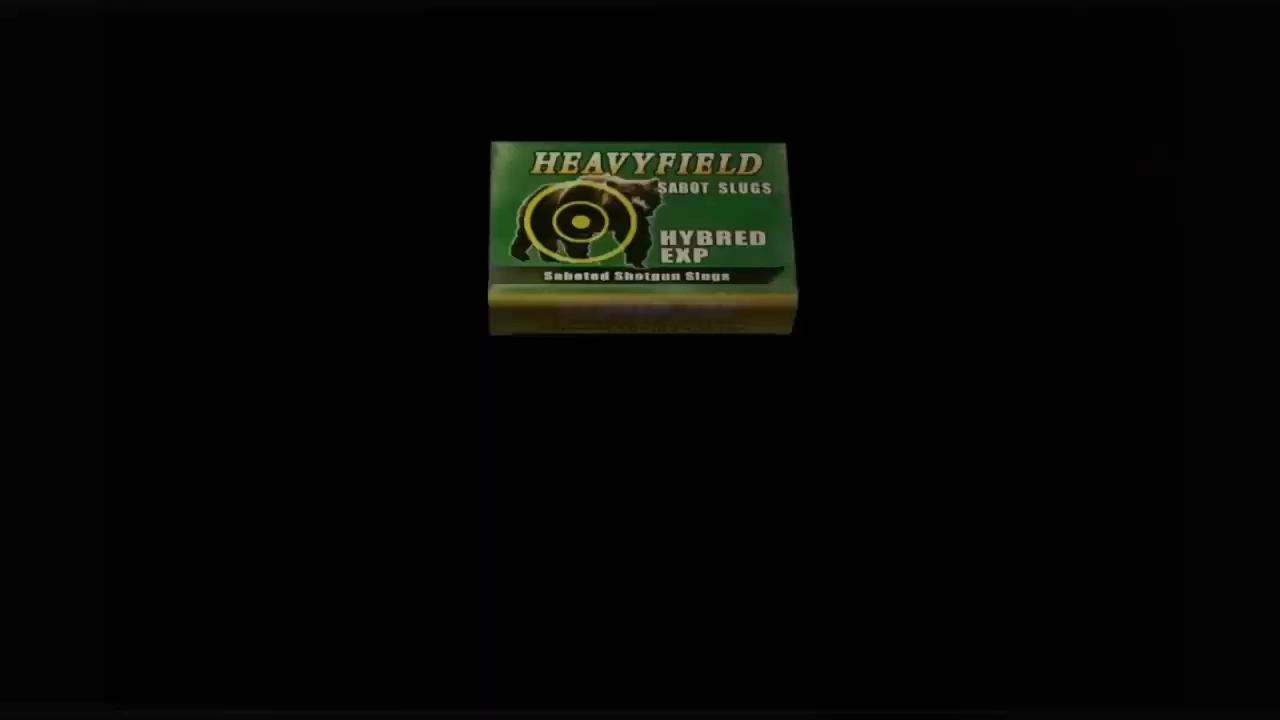 HEAVYFIELD
SABOT SLUGS
HYBRED
EXP
Saboted Shotgun Slugs